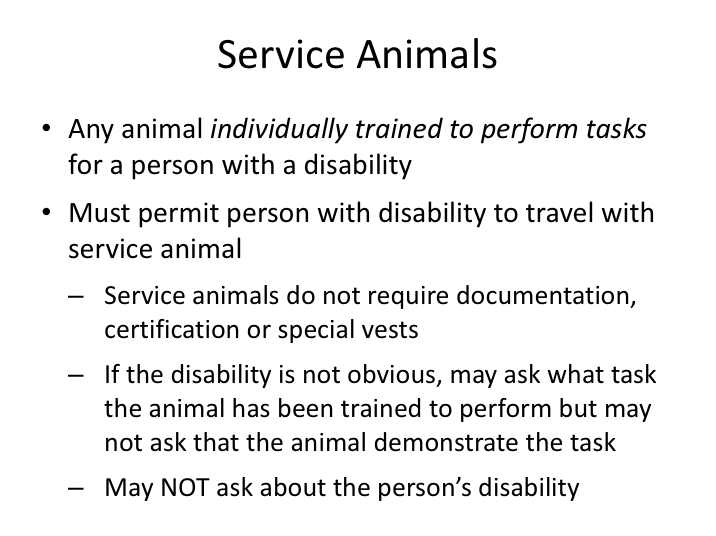 Service Animals
• Any animal individually trained to perform tasks
for a person with a disability
• Must permit person with disability to travel with
service animal
– Service animals do not require documentation,
certification or special vests
– If the disability is not obvious, may ask what task
the animal has been trained to perform but may
not ask that the animal demonstrate the task
– May NOT ask about the person’s disability